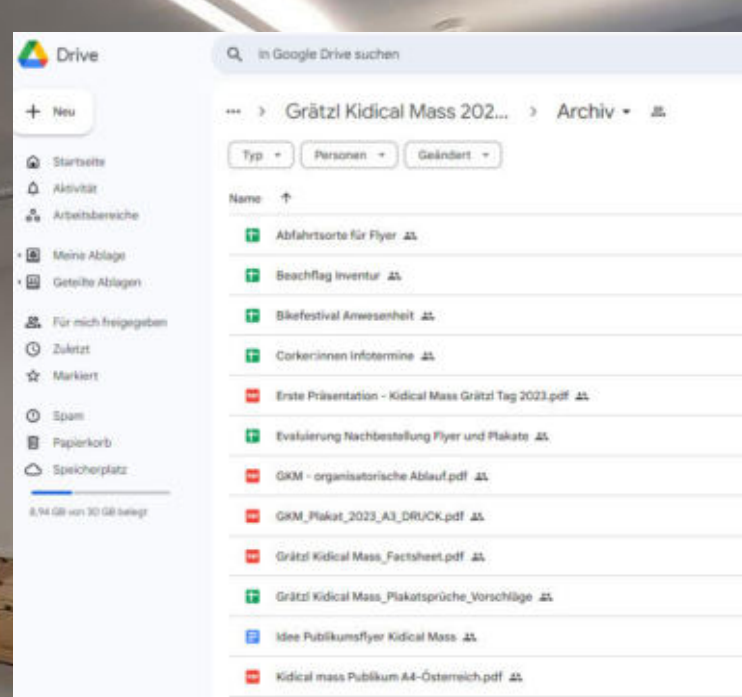 Drive
In Google Drive suchen
Neu
Grätzl Kidical Mass 202... > Archiv
Typ
Personen
Geändert
Startseite
Aktivität
Arbeitsbereiche
Meine Ablage
Geteilte Ablagen
Für mich freigegeben
Zuletzt
Markiert
Spam
Papierkorb
Speicherplatz
8,94 GB von 30 GB belegt
Name
Abfahrtsorte für Flyer
Beachflag Inventur
Bikefestival Anwesenheit
Corker:innen Infotermine
Erste Präsentation - Kidical Mass Grätzl Tag 2023.pdf
Evaluierung Nachbestellung Flyer und Plakate
GKM - organisatorische Ablauf.pdf
GKM_Plakat_2023_A3_DRUCK.pdf
Grätzl Kidical Mass_Factsheet.pdf
Grätzl Kidical Mass_Plakatsprüche_Vorschläge
Idee Publikumsflyer Kidical Mass
Kidical mass Publikum A4-Österreich.pdf